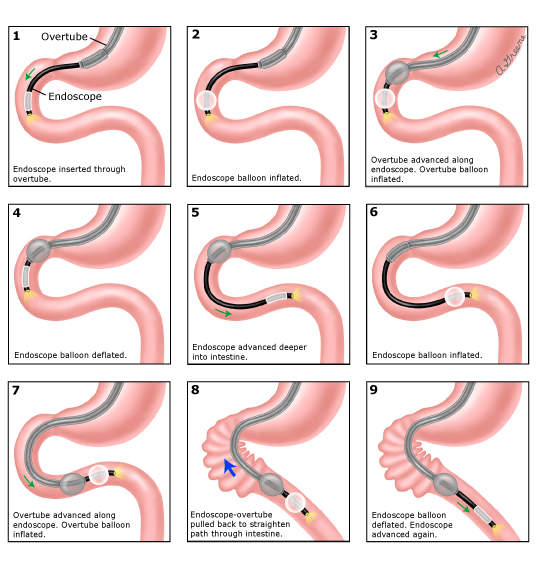 1
Overtube
Endoscope
Endoscope inserted through
overtube.
2
Endoscope balloon inflated.
3
A. Greene
Overtube advanced along
endoscope. Overtube balloon
inflated.
4
Endoscope balloon deflated.
5
Endoscope advanced deeper
into intestine.
6
Endoscope balloon inflated.
7
Overtube advanced along
endoscope. Overtube balloon
inflated.
8
Endoscope-overtube
pulled back to straighten
path through intestine.
9
Endoscope balloon
deflated. Endoscope
advanced again.